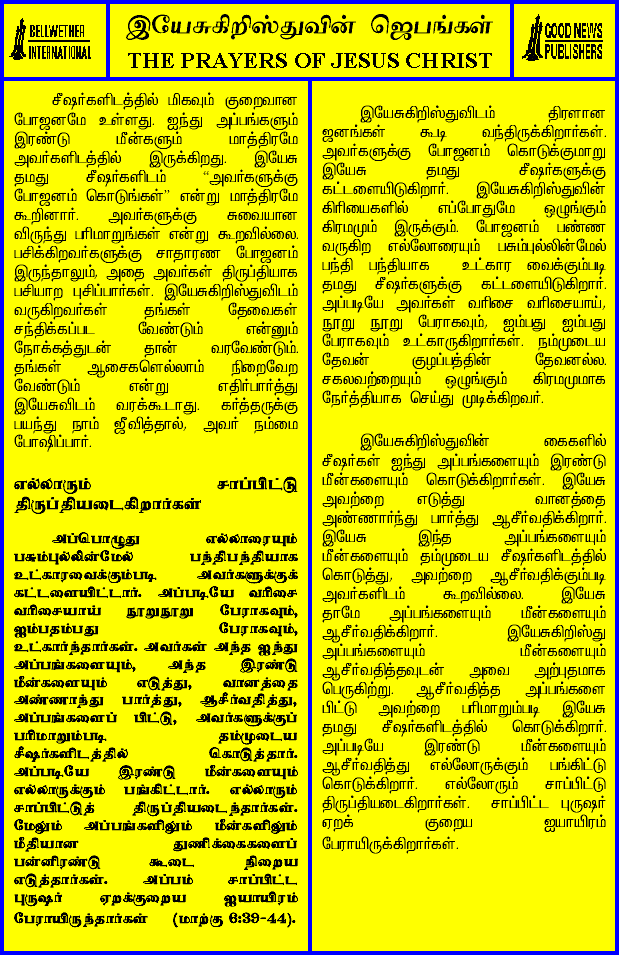 BELLWETHER
INTERNATIONAL
இயேசுகிறிஸ்துவின் ஜெபங்கள்
THE PRAYERS OF JESUS CHRIST
GOOD NEWS
PUBLISHERS
சீஷர்களிடத்தில் மிகவும் குறைவான
போஜனமே உள்ளது. ஐந்து அப்பங்களும்
இரண்டு மீன்களும் மாத்திரமே
அவர்களிடத்தில் இருக்கிறது. இயேசு
தமது சீஷர்களிடம் “அவர்களுக்கு
போஜனம் கொடுங்கள்” என்று மாத்திரமே
கூறினார். அவர்களுக்கு சுவையான
விருந்து பரிமாறுங்கள் என்று கூறவில்லை.
பசிக்கிறவர்களுக்கு சாதாரண போஜனம்
இருந்தாலும், அதை அவர்கள் திருப்தியாக
பசியாற புசிப்பார்கள். இயேசுகிறிஸ்துவிடம்
வருகிறவர்கள் தங்கள் தேவைகள்
சந்திக்கப்பட வேண்டும் என்னும்
நோக்கத்துடன் தான் வரவேண்டும்.
தங்கள் ஆசைகளெல்லாம் நிறைவேற
வேண்டும் என்று எதிர்பார்த்து
இயேசுவிடம் வரக்கூடாது. கர்த்தருக்கு
பயந்து நாம் ஜீவித்தால், அவர் நம்மை
போஷிப்பார்.
எல்லாரும் சாப்பிட்டு
திருப்தியடைகிறார்கள்
அப்பொழுது எல்லாரையும்
பசும்புல்லின்மேல் பந்திபந்தியாக
உட்காரவைக்கும்படி அவர்களுக்குக்
கட்டளையிட்டார். அப்படியே வரிசை
வரிசையாய் நூறுநூறு பேராகவும்,
ஐம்பதம்பது பேராகவும்,
உட்கார்ந்தார்கள். அவர்கள் அந்த ஐந்து
அப்பங்களையும், அந்த இரண்டு
மீன்களையும் எடுத்து, வானத்தை
அண்ணாந்து பார்த்து, ஆசீர்வதித்து,
அப்பங்களைப் பிட்டு, அவர்களுக்குப்
பரிமாறும்படி தம்முடைய
சீஷர்களிடத்தில் கொடுத்தார்.
அப்படியே இரண்டு மீன்களையும்
எல்லாருக்கும் பங்கிட்டார். எல்லாரும்
சாப்பிட்டுத் திருப்தியடைந்தார்கள்.
மேலும் அப்பங்களிலும் மீன்களிலும்
மீதியான துணிக்கைகளைப்
பன்னிரண்டு கூடை நிறைய
எடுத்தார்கள். அப்பம் சாப்பிட்ட
புருஷர் ஏறக்குறைய ஐயாயிரம்
பேராயிருந்தார்கள் (மாற்கு 6:39-44).
இயேசுகிறிஸ்துவிடம் திரளான
ஜனங்கள் கூடி வந்திருக்கிறார்கள்.
அவர்களுக்கு போஜனம் கொடுக்குமாறு
இயேசு தமது சீஷர்களுக்கு
கட்டளையிடுகிறார். இயேசுகிறிஸ்துவின்
கிரியைகளில் எப்போதுமே ஒழுங்கும்
கிரமமும் இருக்கும். போஜனம் பண்ண
வருகிற எல்லோரையும் பசும்புல்லின்மேல்
பந்தி பந்தியாக உட்கார வைக்கும்படி
தமது சீஷர்களுக்கு கட்டளையிடுகிறார்.
அப்படியே அவர்கள் வரிசை வரிசையாய்,
நூறு நூறு பேராகவும், ஐம்பது ஐம்பது
பேராகவும் உட்காருகிறார்கள். நம்முடைய
தேவன் குழப்பத்தின் தேவனல்ல.
சகலவற்றையும் ஒழுங்கும் கிரமமுமாக
நேர்த்தியாக செய்து முடிக்கிறவர்.
இயேசுகிறிஸ்துவின் கைகளில்
சீஷர்கள் ஐந்து அப்பங்களையும் இரண்டு
மீன்களையும் கொடுக்கிறார்கள். இயேசு
அவற்றை எடுத்து வானத்தை
அண்ணார்ந்து பார்த்து ஆசீர்வதிக்கிறார்.
இயேசு இந்த அப்பங்களையும்
மீன்களையும் தம்முடைய சீஷர்களிடத்தில்
கொடுத்து, அவற்றை ஆசீர்வதிக்கும்படி
அவர்களிடம் கூறவில்லை. இயேசு
தாமே அப்பங்களையும் மீன்களையும்
ஆசீர்வதிக்கிறார். இயேசுகிறிஸ்து
அப்பங்களையும் மீன்களையும்
ஆசீர்வதித்தவுடன் அவை அற்புதமாக
பெருகிற்று. ஆசீர்வதித்த அப்பங்களை
பிட்டு அவற்றை பரிமாறும்படி இயேசு
தமது சீஷர்களிடத்தில் கொடுக்கிறார்.
அப்படியே இரண்டு மீன்களையும்
ஆசீர்வதித்து எல்லோருக்கும் பங்கிட்டு
கொடுக்கிறார். எல்லோரும் சாப்பிட்டு
திருப்தியடைகிறார்கள். சாப்பிட்ட புருஷர்
ஏறக் குறைய ஐயாயிரம்
பேராயிருக்கிறார்கள்.